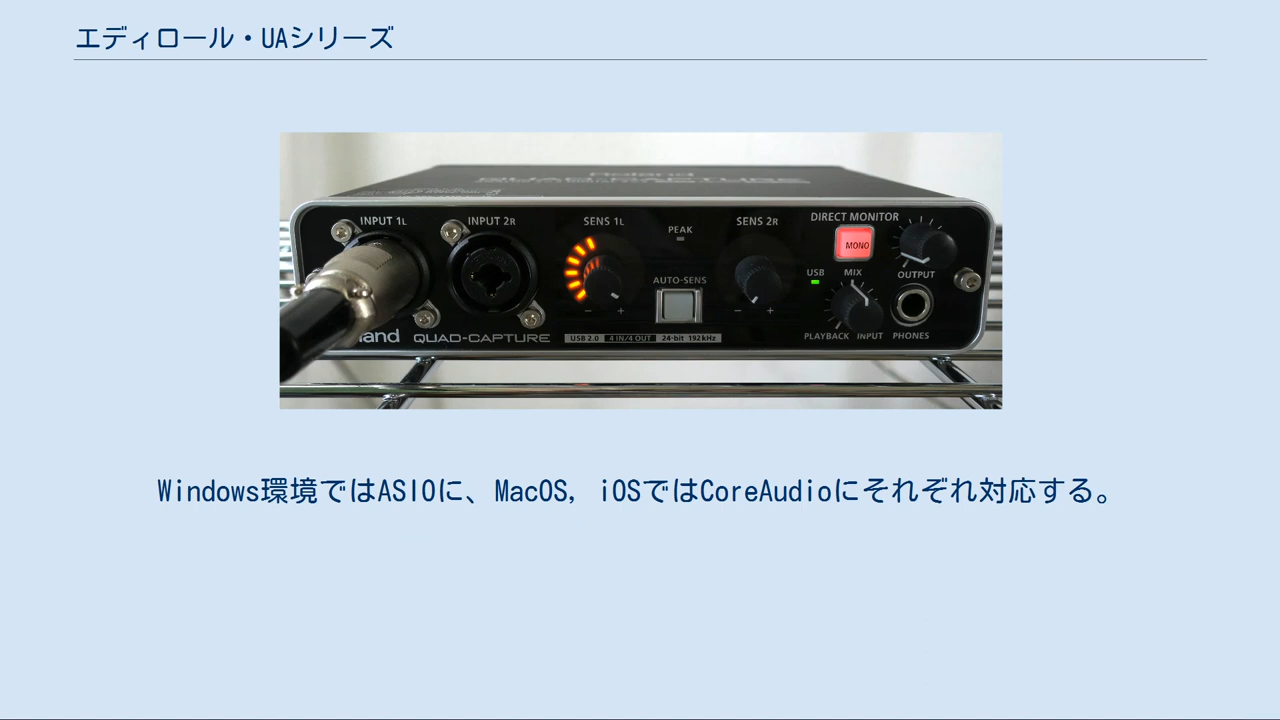 エディロール・UAシリーズ
Roland
QUAD-CAPTURE
INPUT 1L
INPUT 2R
SENS 1L
PEAK
SENS 2R
DIRECT MONITOR
MONO
AUTO-SENS
USB
MIX
OUTPUT
- +
- +
land
QUAD-CAPTURE
USB 2.0 4 IN/4 OUT 24-bit 192kHz
PLAYBACK INPUT
PHONES
Windows環境ではASIOに、MacOS, iOSではCoreAudioにそれぞれ対応する。